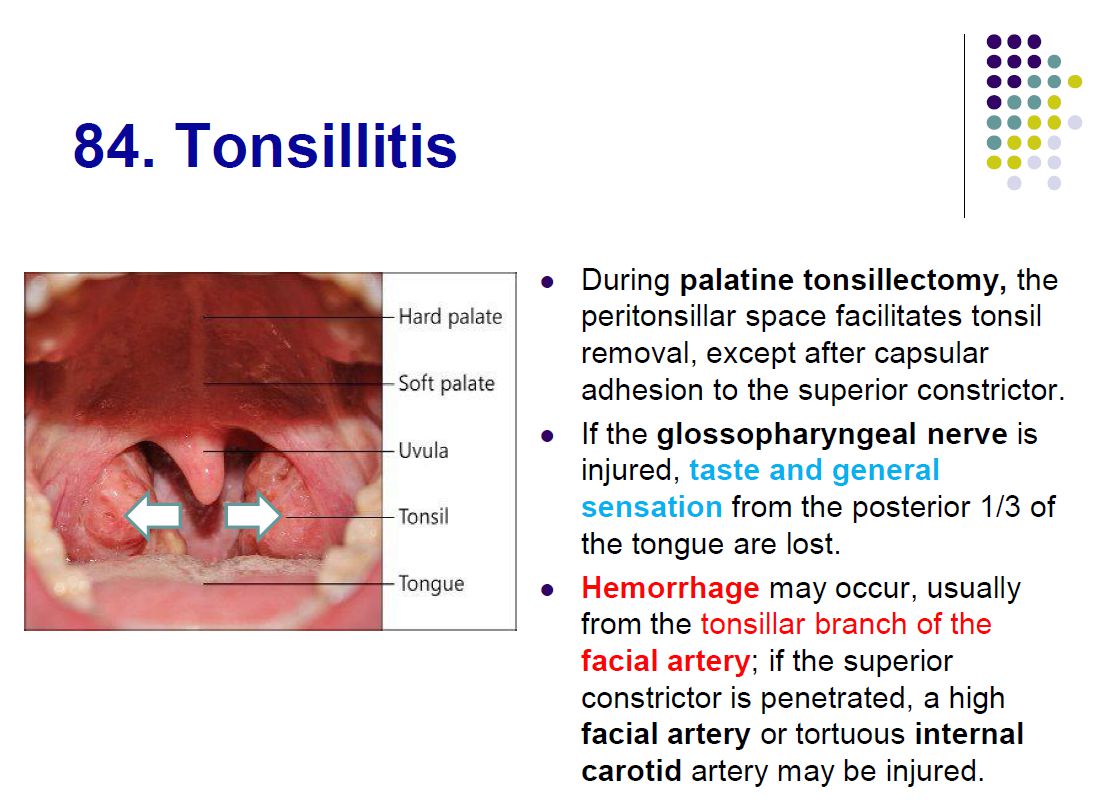 84. Tonsillitis
Hard palate
Soft palate
Uvula
Tonsil
Tongue
During palatine tonsillectomy, the
peritonsillar space facilitates tonsil
removal, except after capsular
adhesion to the superior constrictor.
If the glossopharyngeal nerve is
injured, taste and general
sensation from the posterior 1/3 of
the tongue are lost.
Hemorrhage may occur, usually
from the tonsillar branch of the
facial artery; if the superior
constrictor is penetrated, a high
facial artery or tortuous internal
carotid artery may be injured.